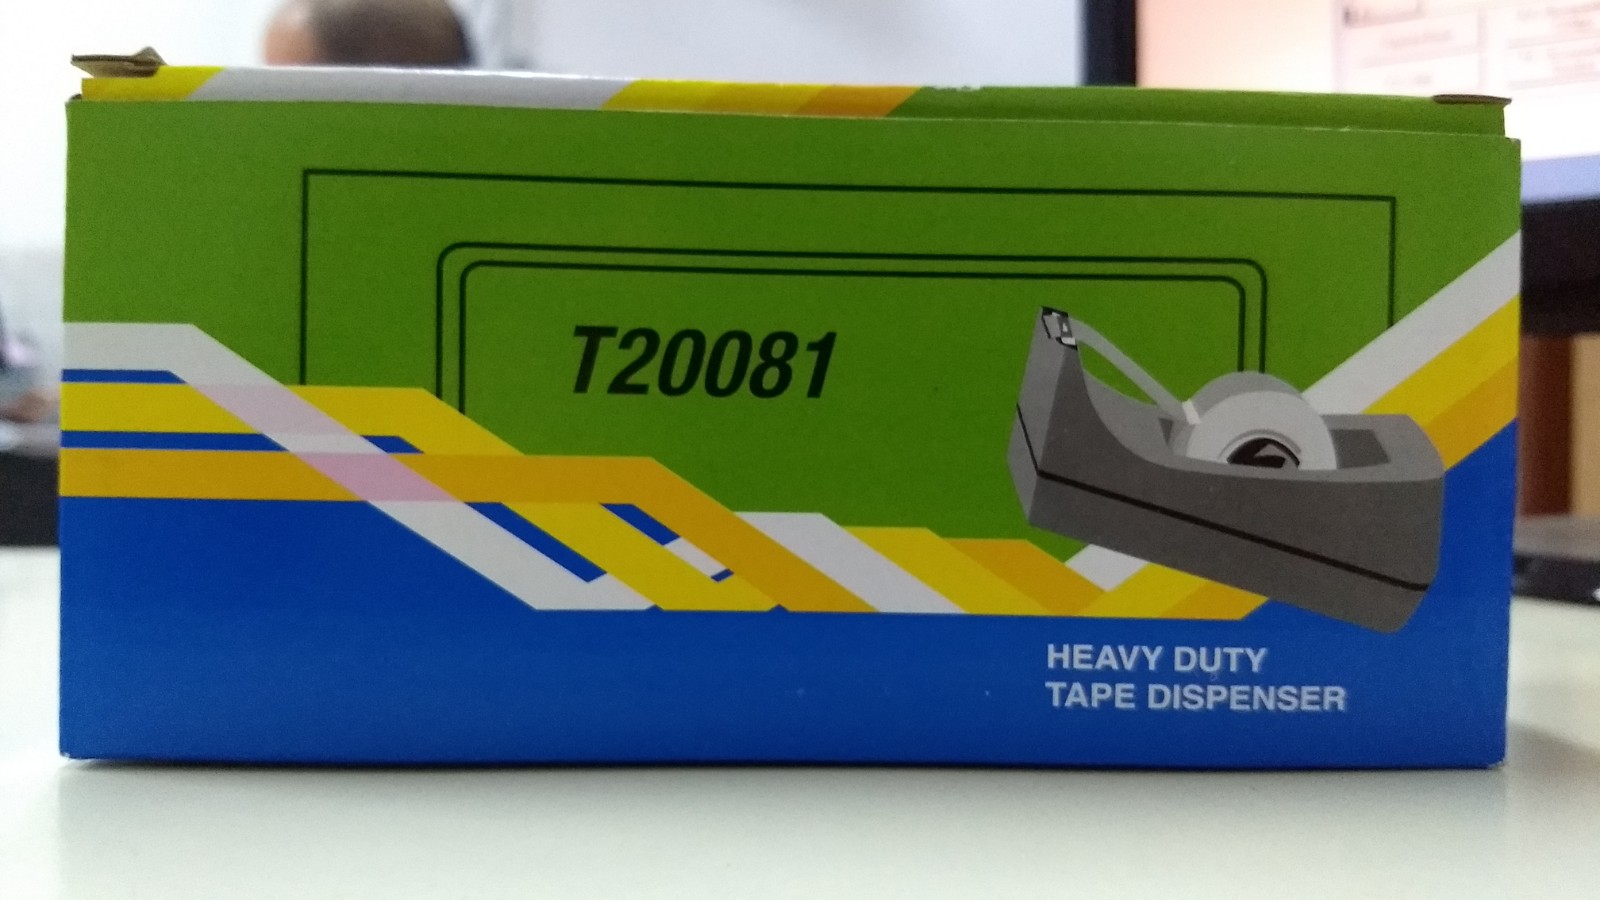 T20081
HEAVY DUTY
TAPE DISPENSER